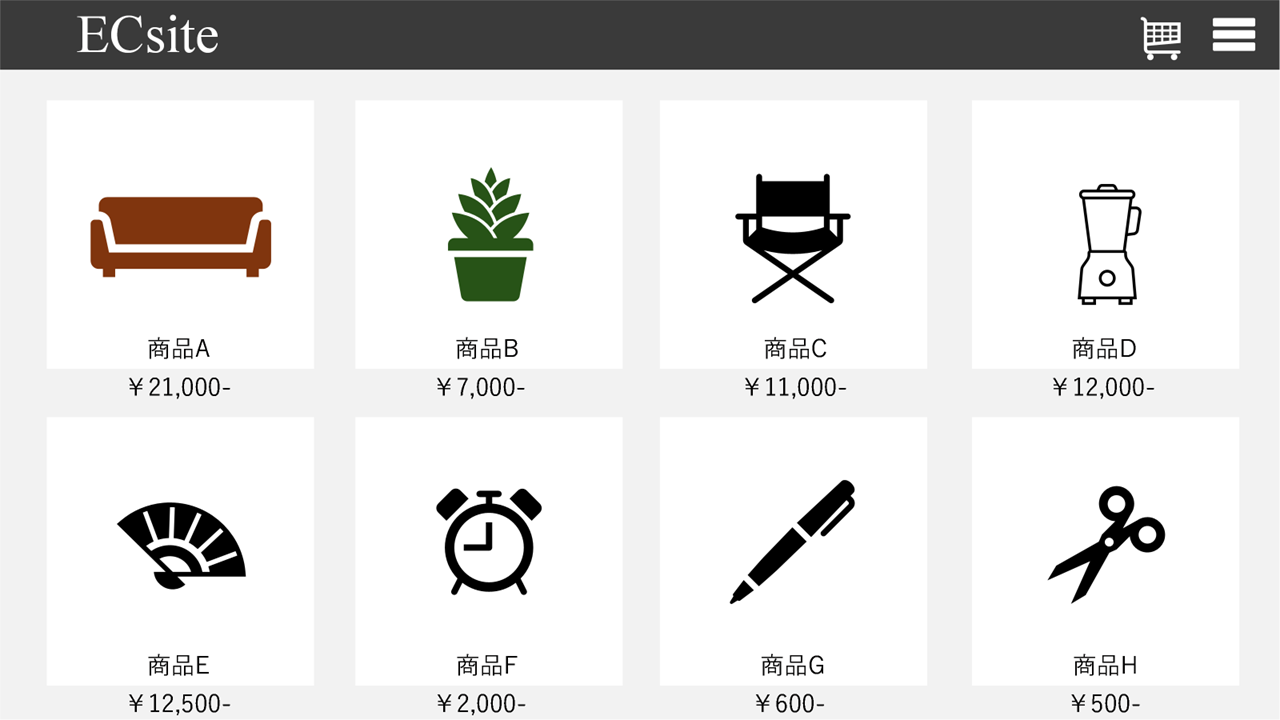 ECsite
商品A
商品B
商品C
商品D
￥21,000-
￥7,000-
￥11,000-
￥12,000-
商品E
商品F
商品G
商品H
￥12,500-
￥2,000-
￥600-
￥500-